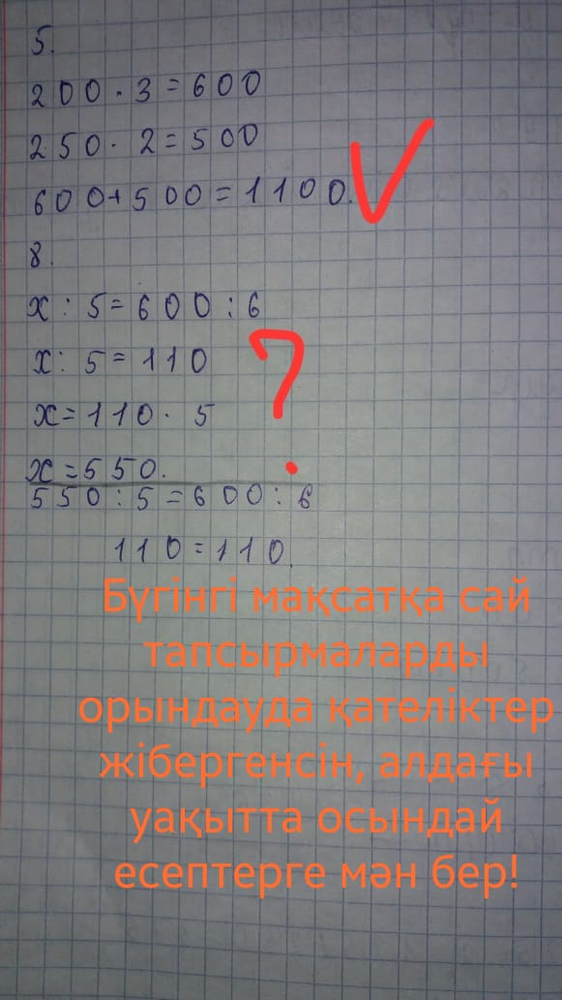 5.
200 · 3 = 600
250 · 2 = 500
600 + 500 = 1100.
8.
x : 5 = 600 : 6
x : 5 = 110
x = 110 · 5
x = 550.
550 : 5 = 600 : 6
110 = 110.
?
Бүгінгі мақсатқа сай
тапсырмаларды
орындауда қателіктер
жібергенсін, алдағы
уақытта осындай
есептерге мән бер!